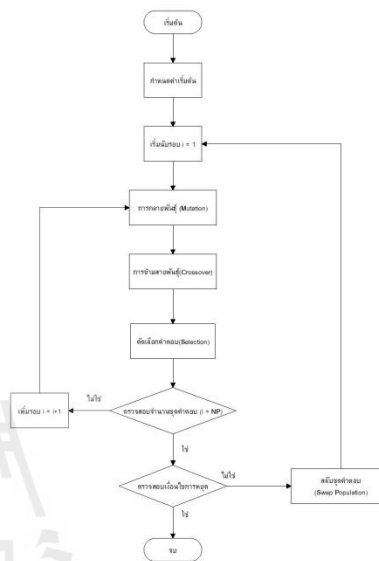 เริ่มต้น
กำหนดค่าเริ่มต้น
เริ่มนับรอบ i = 1
การกลายพันธุ์ (Mutation)
การข้ามสายพันธุ์(Crossover)
คัดเลือกคำตอบ(Selection)
ไม่ใช่
เพิ่มรอบ i = i+1
ตรวจสอบจำนวนชุดคำตอบ (i = NP)
ใช่
ตรวจสอบเงื่อนไขการหยุด
ไม่ใช่
สลับชุดคำตอบ
(Swap Population)
ใช่
จบ